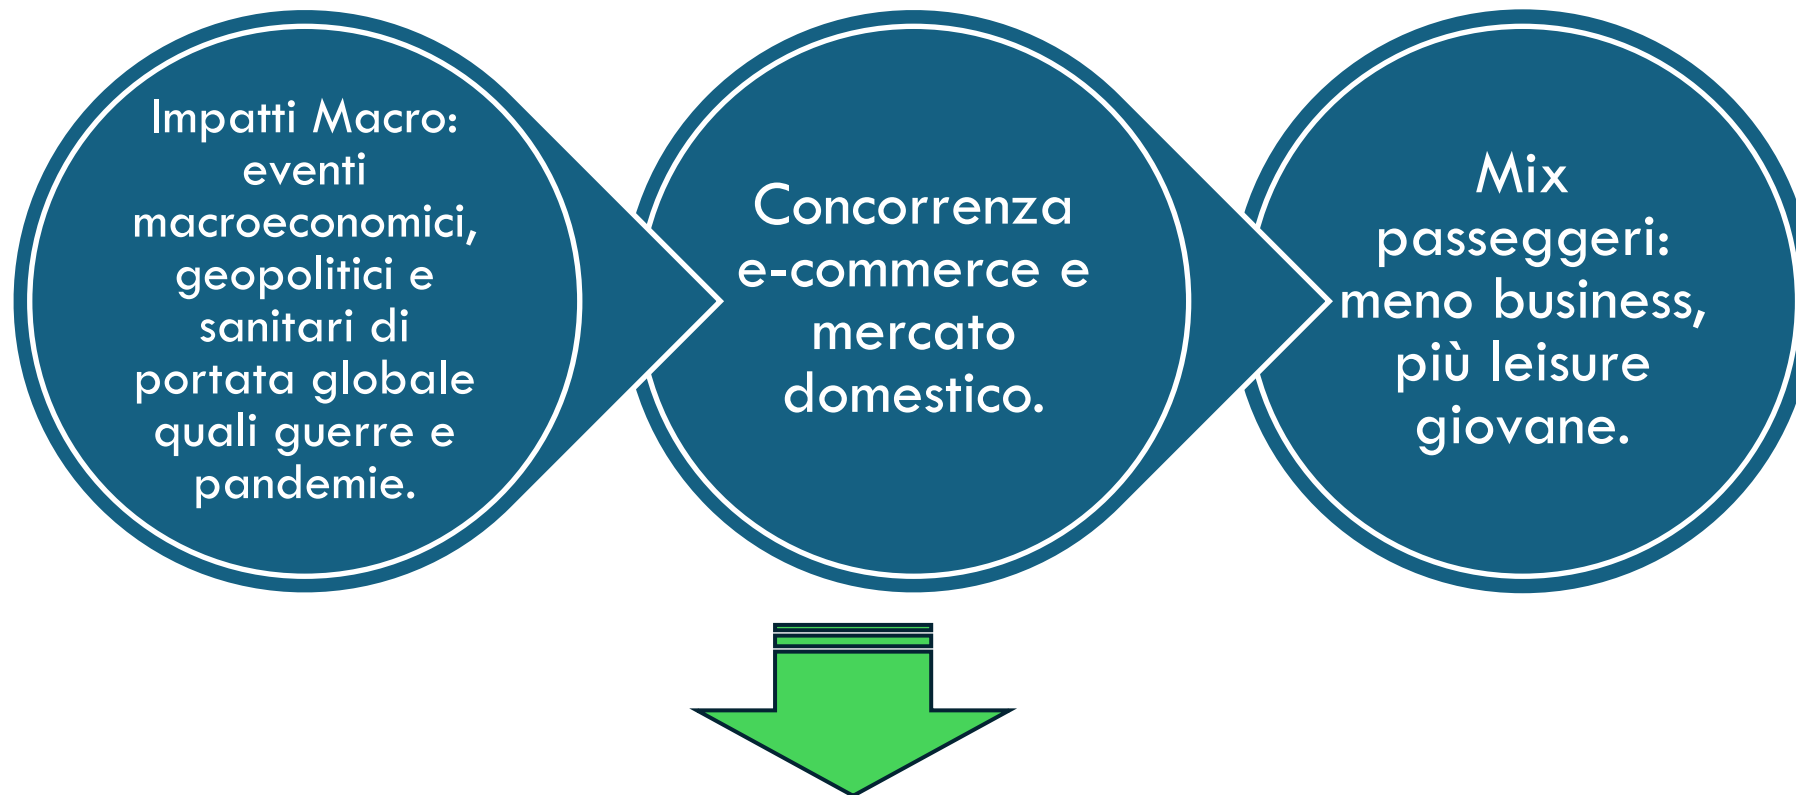 Impatti Macro:
eventi
macroeconomici,
geopolitici e
sanitari di
portata globale
quali guerre e
pandemie.
Concorrenza
e-commerce e
mercato
domestico.
Mix
passeggeri:
meno business,
più leisure
giovane.